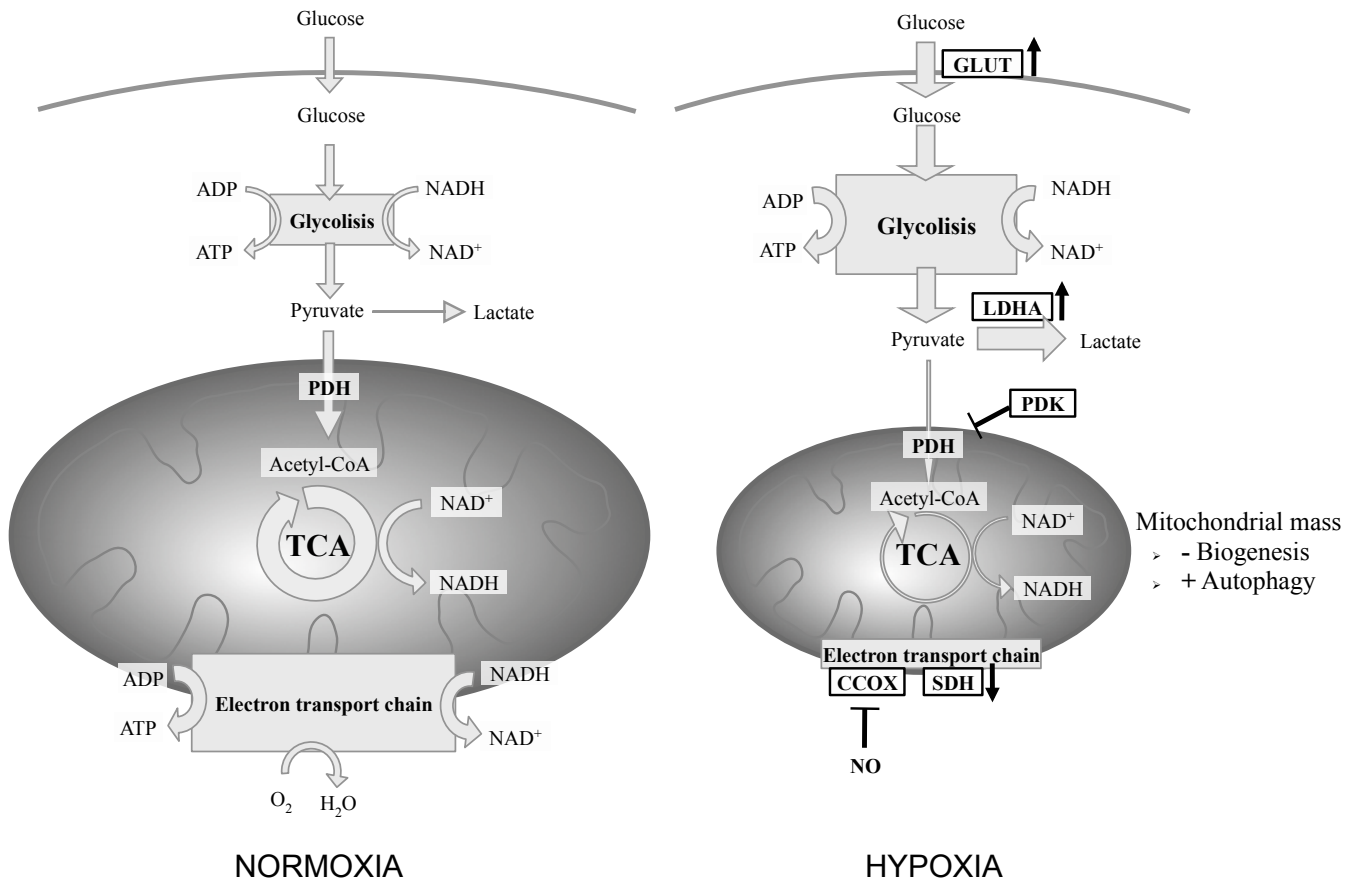 Glucose
Glucose
ADP
NADH
Glycolisis
ATP
NAD+
Pyruvate
Lactate
PDH
Acetyl-CoA
NAD+
TCA
NADH
ADP
NADH
Electron transport chain
ATP
NAD+
O2
H2O
NORMOXIA
Glucose
GLUT
Glucose
ADP
NADH
Glycolisis
ATP
NAD+
LDHA
Pyruvate
Lactate
PDK
PDH
Acetyl-CoA
NAD+
TCA
NADH
Mitochondrial mass
➢ - Biogenesis
➢ + Autophagy
Electron transport chain
CCOX
SDH
NO
HYPOXIA